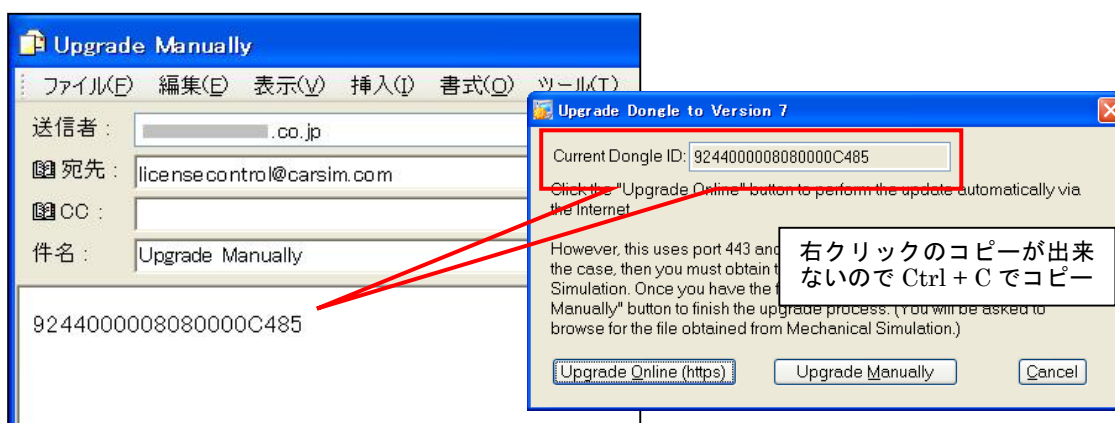 Upgrade Manually
ファイル(F) 編集(E) 表示(V) 挿入(I) 書式(O) ツール(T)
送信者: .co.jp
宛先: licensecontrol@carsim.com
CC:
件名: Upgrade Manually
9244000008080000C485
Upgrade Dongle to Version 7
Current Dongle ID: 9244000008080000C485
Click the "Upgrade Online" button to perform the update automatically via
the Internet
However, this uses port 443 and
the case, then you must obtain
Simulation. Once you have the
Manually" button to finish the upgrade process. (You will be asked to
browse for the file obtained from Mechanical Simulation.)
右クリックのコピーが出来
ないので Ctrl + C でコピー
Upgrade Online (https) Upgrade Manually Cancel